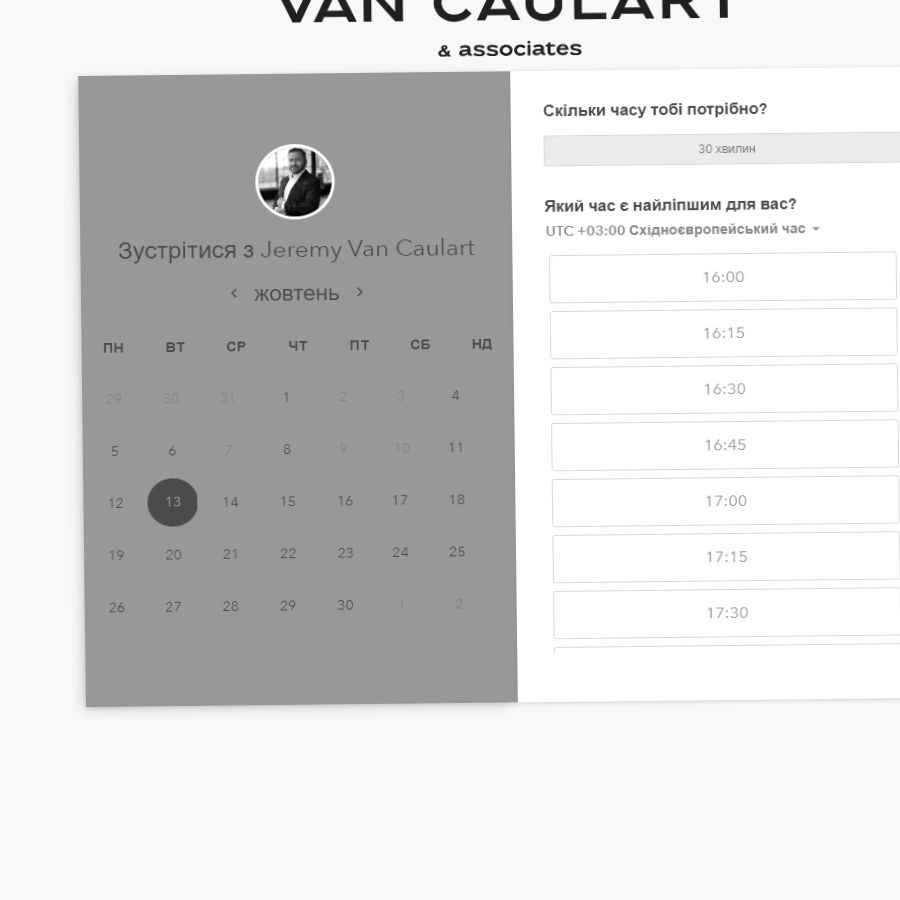 VAN CAULART
& associates
Зустрітися з Jeremy Van Caulart
жовтень
ПН ВТ СР ЧТ ПТ СБ НД
29 30 31 1 2 3 4
5 6 7 8 9 10 11
12 13 14 15 16 17 18
19 20 21 22 23 24 25
26 27 28 29 30 1 2
Скільки часу тобі потрібно?
30 хвилин
Який час є найліпшим для вас?
UTC +03:00 Східноєвропейський час
16:00
16:15
16:30
16:45
17:00
17:15
17:30